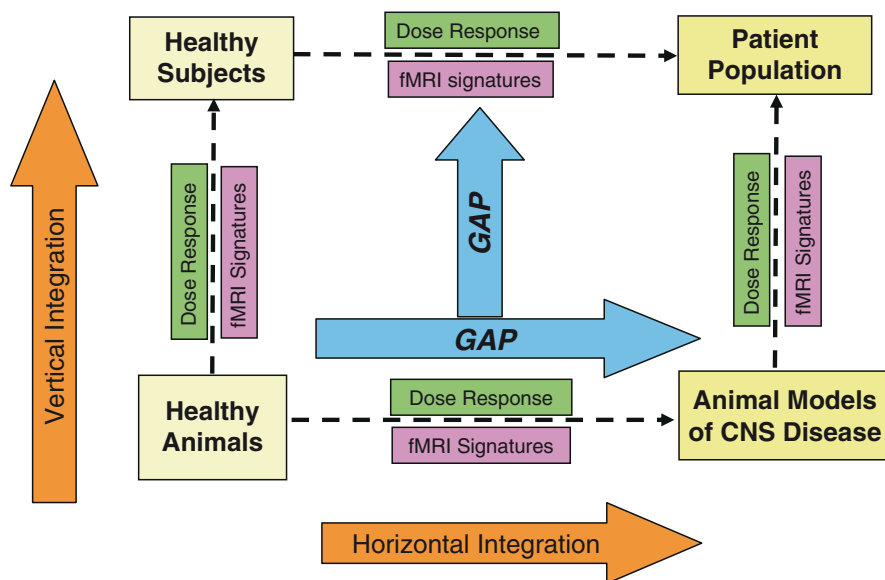 Healthy
Subjects
Dose Response
fMRI signatures
Patient
Population
Vertical Integration
Dose Response
fMRI Signatures
GAP
GAP
Dose Response
fMRI Signatures
Healthy
Animals
Dose Response
fMRI Signatures
Animal Models
of CNS Disease
Horizontal Integration